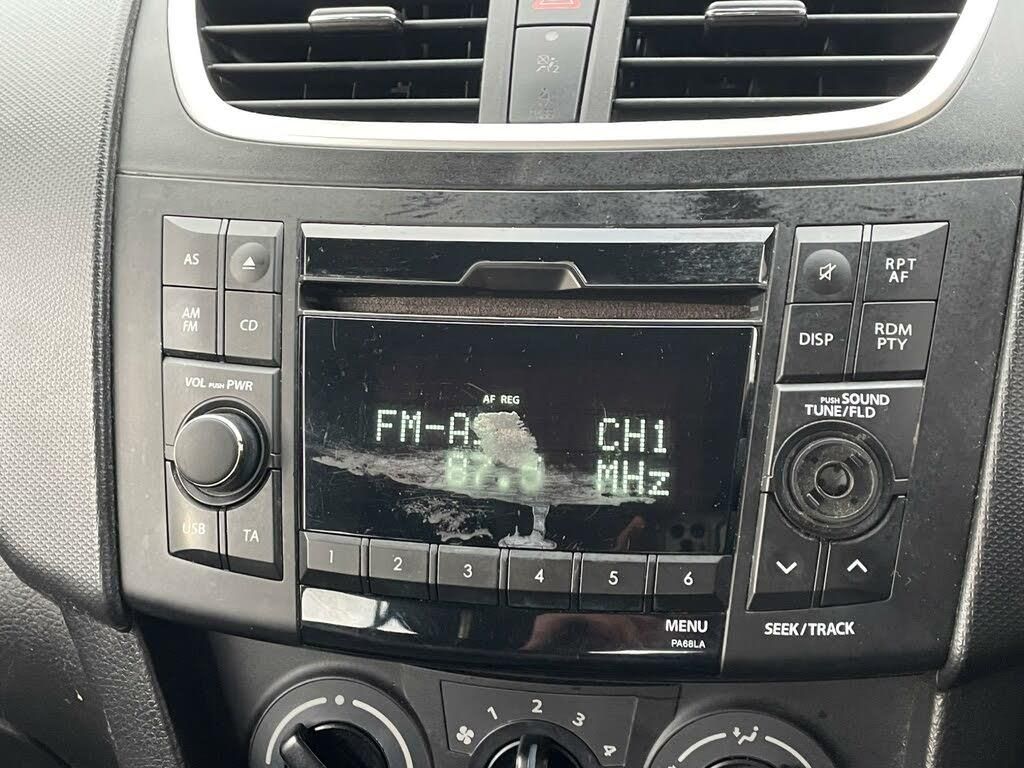 AS
AM
FM
CD
VOL PUSH PWR
USB
TA
AF REG
FM-AS CH1
MHz
1 2 3 4 5 6
MENU
PA68LA
RPT
AF
DISP
RDM
PTY
PUSH SOUND
TUNE/FLD
SEEK/TRACK
1 2 3 4